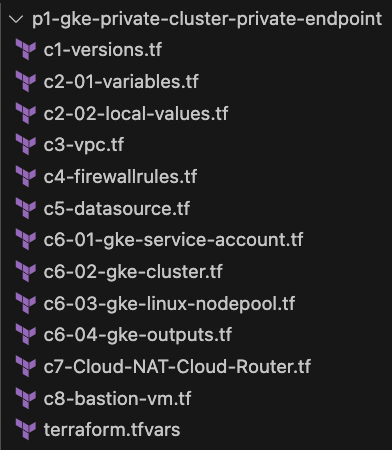 p1-gke-private-cluster-private-endpoint
c1-versions.tf
c2-01-variables.tf
c2-02-local-values.tf
c3-vpc.tf
c4-firewallrules.tf
c5-datasource.tf
c6-01-gke-service-account.tf
c6-02-gke-cluster.tf
c6-03-gke-linux-nodepool.tf
c6-04-gke-outputs.tf
c7-Cloud-NAT-Cloud-Router.tf
c8-bastion-vm.tf
terraform.tfvars